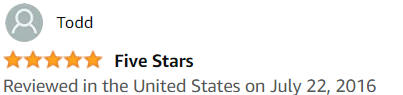 Todd
Five Stars
Reviewed in the United States on July 22, 2016